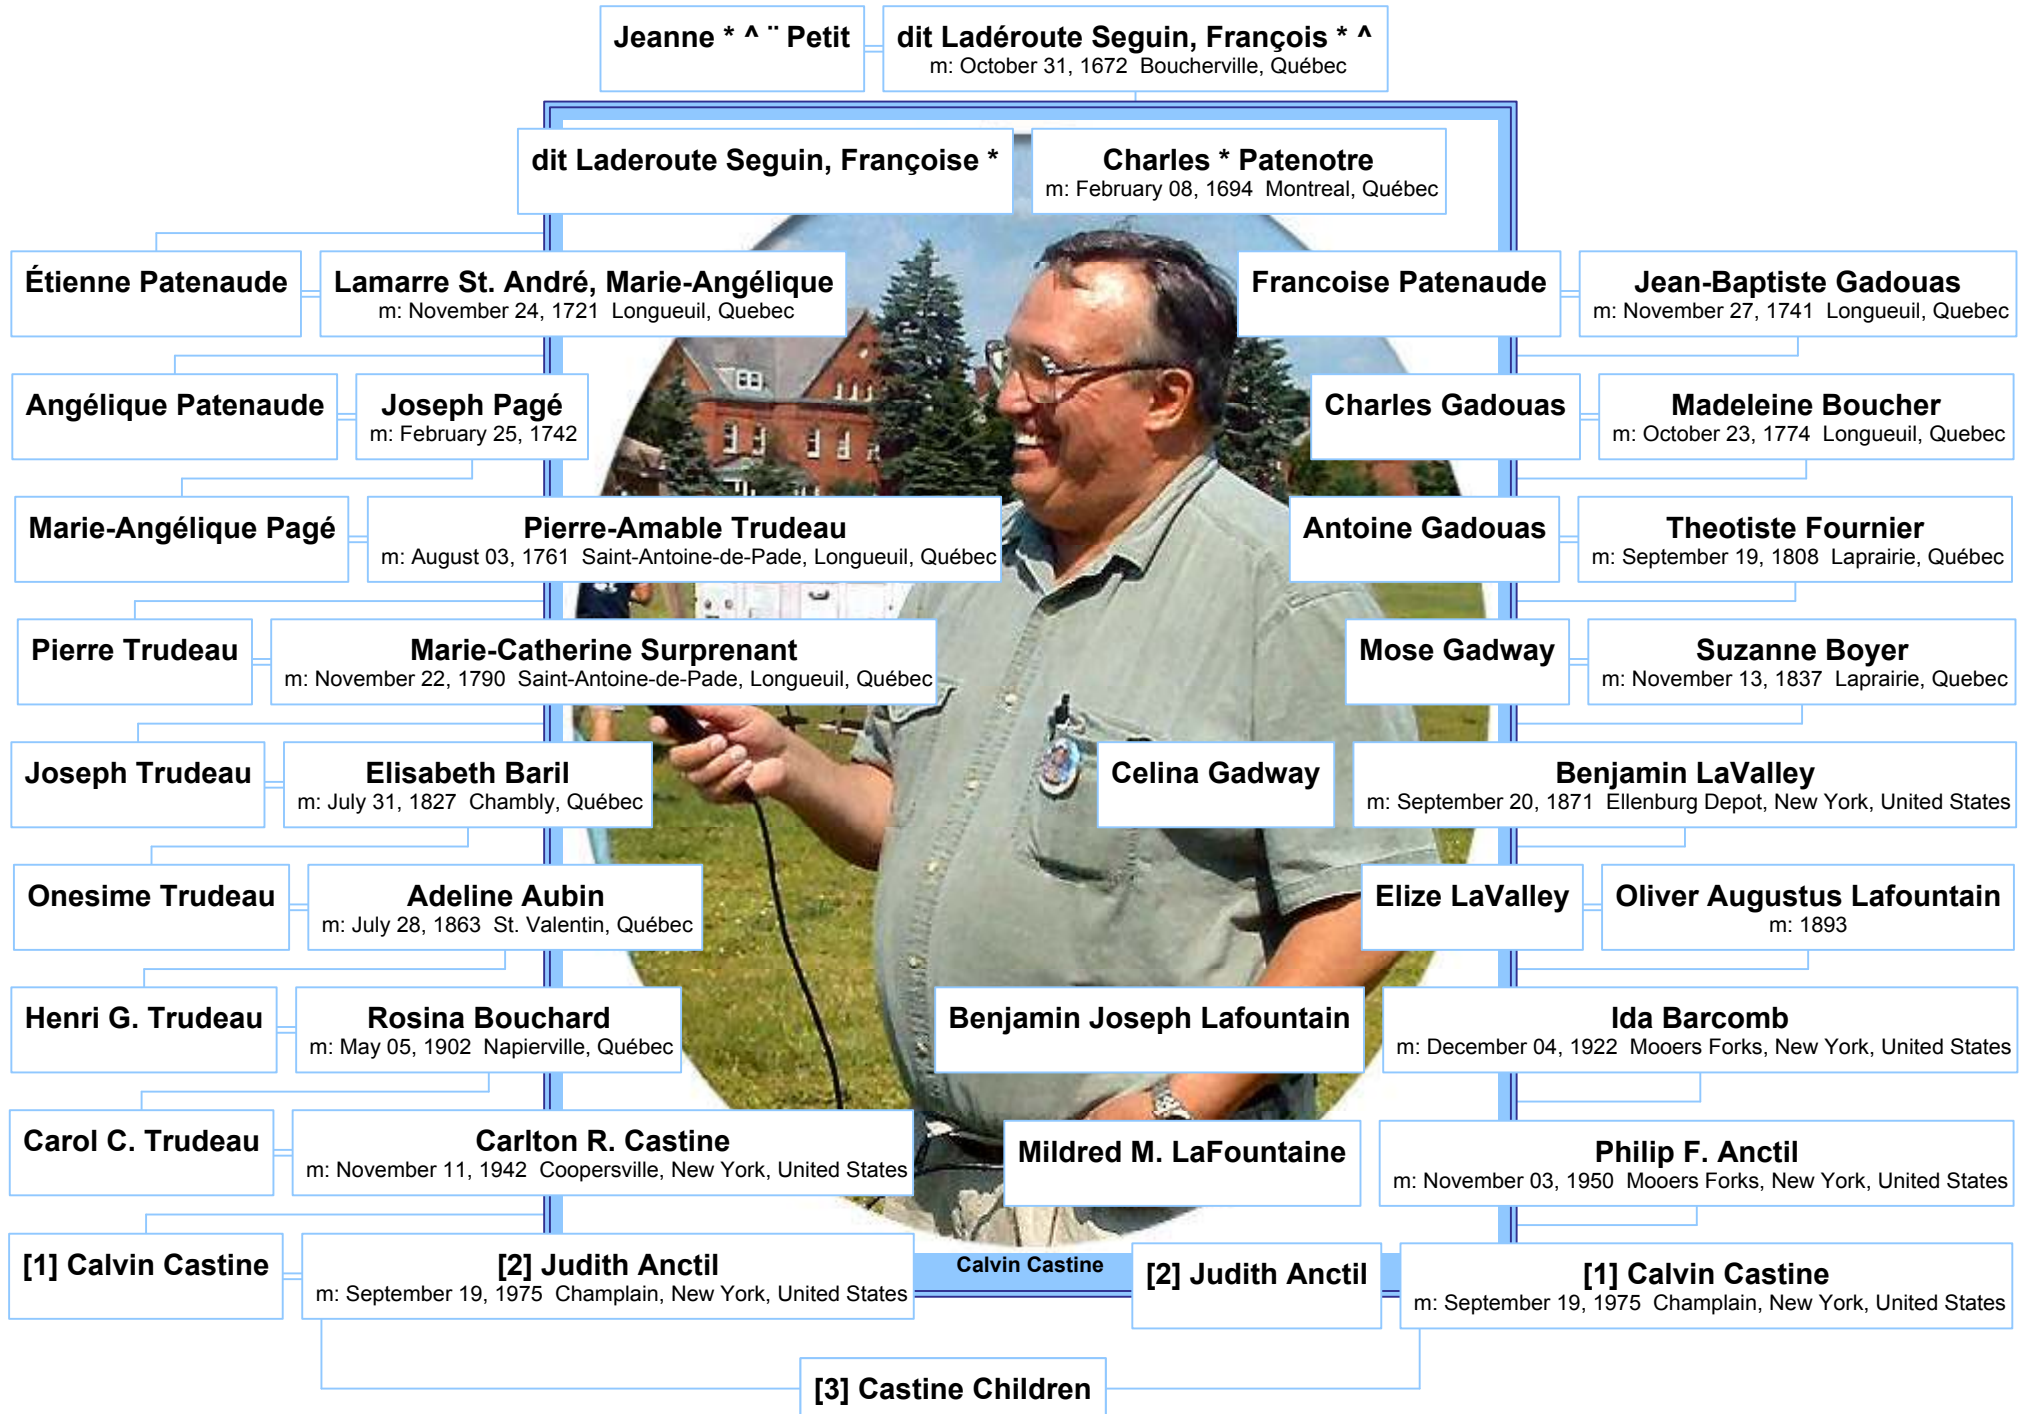 Jeanne * ^ ¨ Petit
dit Ladéroute Seguin, François * ^
m: October 31, 1672 Boucherville, Québec
dit Laderoute Seguin, Françoise *
Charles * Patenotre
m: February 08, 1694 Montreal, Québec
Étienne Patenaude
Lamarre St. André, Marie-Angélique
m: November 24, 1721 Longueuil, Quebec
Francoise Patenaude
Jean-Baptiste Gadouas
m: November 27, 1741 Longueuil, Quebec
Angélique Patenaude
Joseph Pagé
m: February 25, 1742
Charles Gadouas
Madeleine Boucher
m: October 23, 1774 Longueuil, Quebec
Marie-Angélique Pagé
Pierre-Amable Trudeau
m: August 03, 1761 Saint-Antoine-de-Pade, Longueuil, Québec
Antoine Gadouas
Theotiste Fournier
m: September 19, 1808 Laprairie, Québec
Pierre Trudeau
Marie-Catherine Surprenant
m: November 22, 1790 Saint-Antoine-de-Pade, Longueuil, Québec
Mose Gadway
Suzanne Boyer
m: November 13, 1837 Laprairie, Quebec
Joseph Trudeau
Elisabeth Baril
m: July 31, 1827 Chambly, Québec
Celina Gadway
Benjamin LaValley
m: September 20, 1871 Ellenburg Depot, New York, United States
Onesime Trudeau
Adeline Aubin
m: July 28, 1863 St. Valentin, Québec
Elize LaValley
Oliver Augustus Lafountain
m: 1893
Henri G. Trudeau
Rosina Bouchard
m: May 05, 1902 Napierville, Québec
Benjamin Joseph Lafountain
Ida Barcomb
m: December 04, 1922 Mooers Forks, New York, United States
Carol C. Trudeau
Carlton R. Castine
m: November 11, 1942 Coopersville, New York, United States
Mildred M. LaFountaine
Philip F. Anctil
m: November 03, 1950 Mooers Forks, New York, United States
[1] Calvin Castine
[2] Judith Anctil
m: September 19, 1975 Champlain, New York, United States
Calvin Castine
[2] Judith Anctil
[1] Calvin Castine
m: September 19, 1975 Champlain, New York, United States
[3] Castine Children